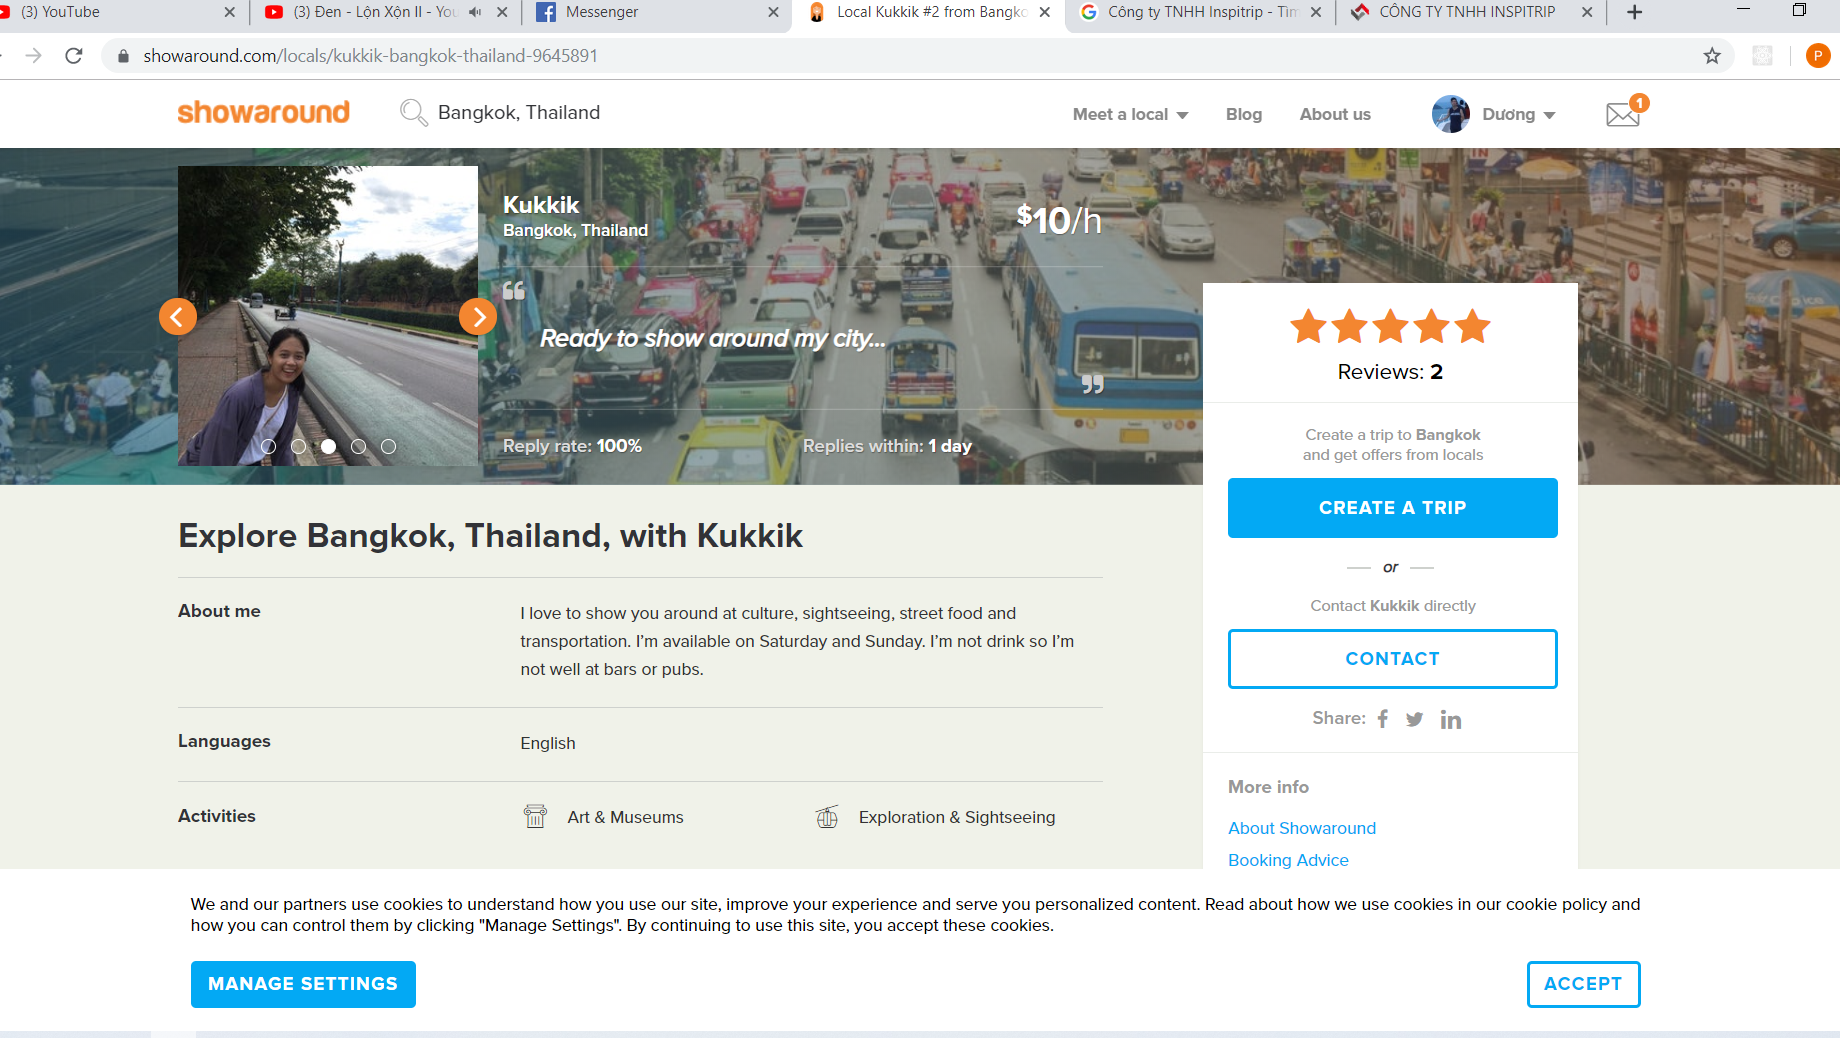 (3) YouTube
(3) Đen - Lộn Xộn II - You
Messenger
Local Kukkik #2 from Bangko
Công ty TNHH Inspitrip - Tìm
CÔNG TY TNHH INSPITRIP
showaround.com/locals/kukkik-bangkok-thailand-9645891
P
showaround
Bangkok, Thailand
Meet a local
Blog
About us
Dương
1
Kukkik
Bangkok, Thailand
$10/h
“
Ready to show around my city...
”
Reply rate: 100%
Replies within: 1 day
Reviews: 2
Create a trip to Bangkok
and get offers from locals
CREATE A TRIP
or
Contact Kukkik directly
CONTACT
Share:
More info
About Showaround
Booking Advice
Explore Bangkok, Thailand, with Kukkik
About me
I love to show you around at culture, sightseeing, street food and
transportation. I’m available on Saturday and Sunday. I’m not drink so I’m
not well at bars or pubs.
Languages
English
Activities
Art & Museums
Exploration & Sightseeing
We and our partners use cookies to understand how you use our site, improve your experience and serve you personalized content. Read about how we use cookies in our cookie policy and
how you can control them by clicking "Manage Settings". By continuing to use this site, you accept these cookies.
MANAGE SETTINGS
ACCEPT